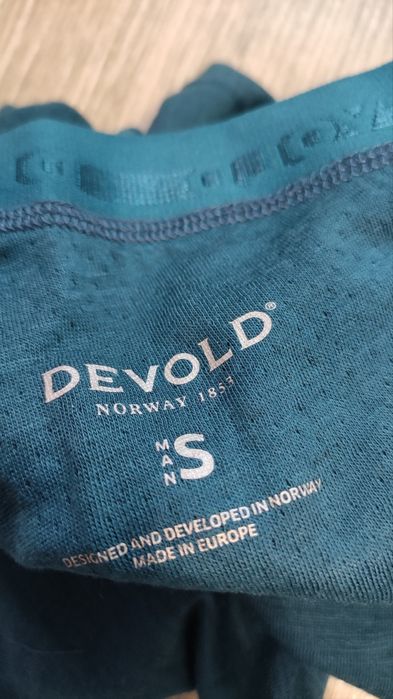 DEVOLD®
NORWAY 1853
MAN S
DESIGNED AND DEVELOPED IN NORWAY
MADE IN EUROPE